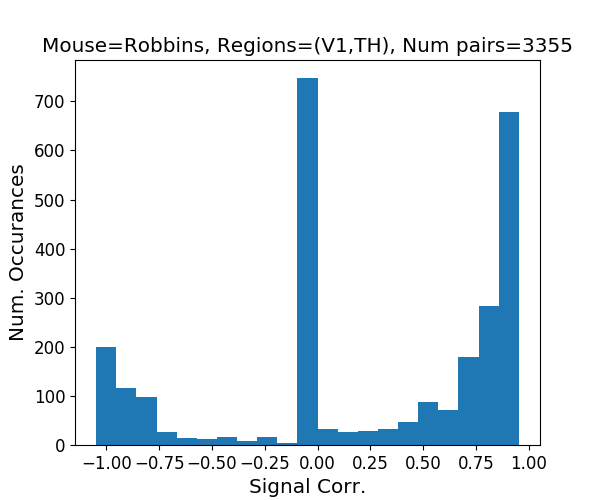 Mouse=Robbins, Regions=(V1,TH), Num pairs=3355
700
600
500
400
300
200
100
0
Num. Occurances
−1.00 −0.75 −0.50 −0.25 0.00 0.25 0.50 0.75 1.00
Signal Corr.